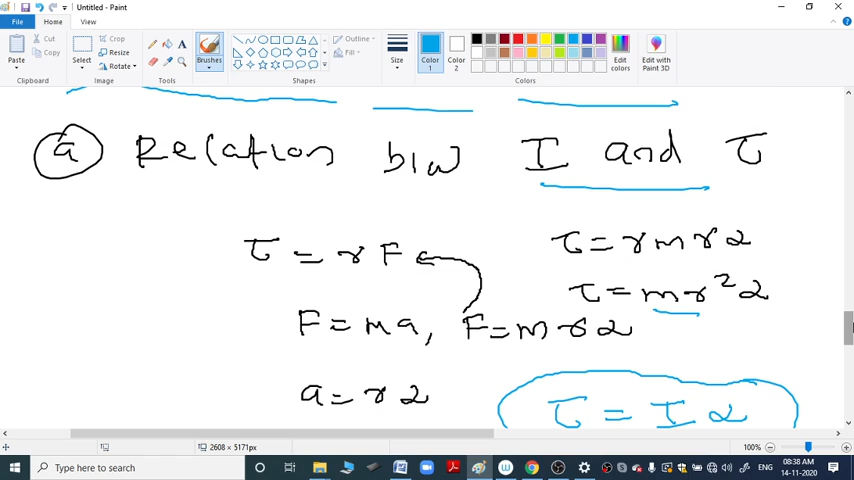 Untitled - Paint
File Home View
Paste
Cut
Copy
Clipboard
Select
Crop
Resize
Rotate
Image
Tools
Brushes
Shapes
Outline
Fill
Size
Color 1
Color 2
Edit colors
Edit with Paint 3D
Colors
a Relation b/w I and τ
τ = r F
τ = r m r α
τ = m r² α
F = ma, F = m r α
a = r α
τ = I α
2608 × 5171px
100%
Type here to search
ENG
08:38 AM
14-11-2020